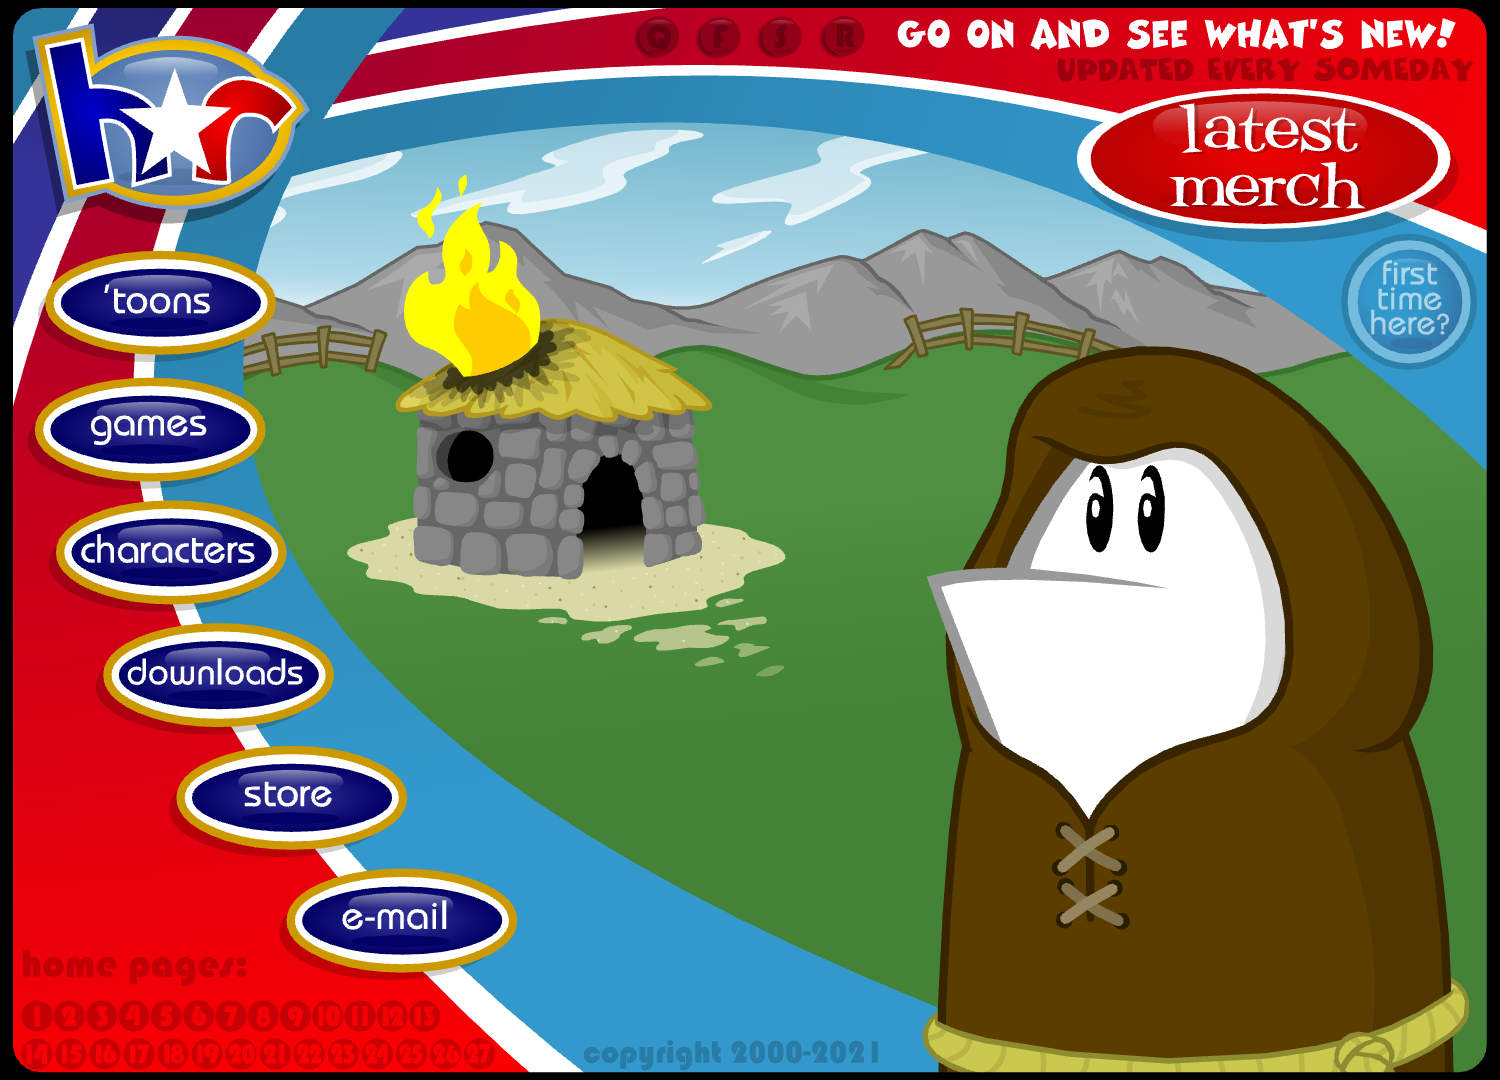 hr
Q F S R
GO ON AND SEE WHAT'S NEW!
UPDATED EVERY SOMEDAY
latest
merch
first
time
here?
'toons
games
characters
downloads
store
e-mail
home pages:
1 2 3 4 5 6 7 8 9 10 11 12 13
14 15 16 17 18 19 20 21 22 23 24 25 26 27
copyright 2000-2021